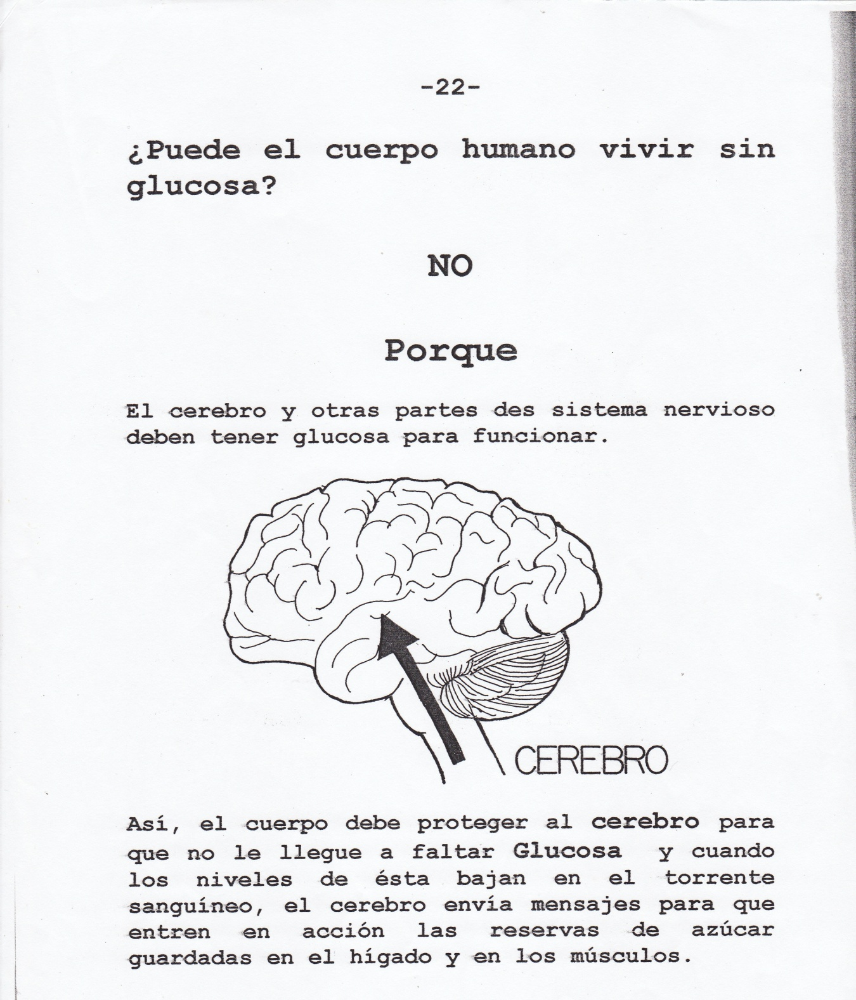 -22-
¿Puede el cuerpo humano vivir sin
glucosa?
NO
Porque
El cerebro y otras partes des sistema nervioso
deben tener glucosa para funcionar.
CEREBRO
Así, el cuerpo debe proteger al cerebro para
que no le llegue a faltar Glucosa y cuando
los niveles de ésta bajan en el torrente
sanguíneo, el cerebro envía mensajes para que
entren en acción las reservas de azúcar
guardadas en el hígado y en los músculos.